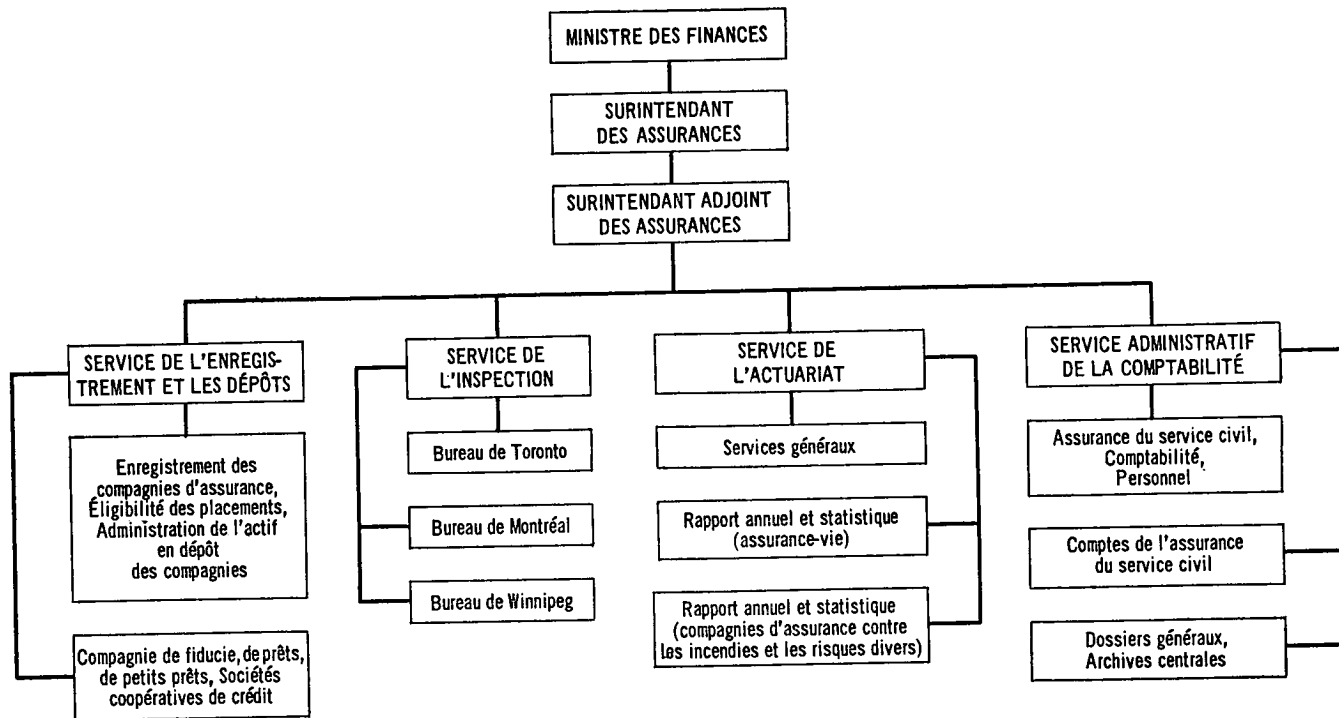 MINISTRE DES FINANCES
SURINTENDANT
DES ASSURANCES
SURINTENDANT ADJOINT
DES ASSURANCES
SERVICE DE L'ENREGIS-
TREMENT ET LES DÉPÔTS
Enregistrement des
compagnies d'assurance,
Éligibilité des placements,
Administration de l'actif
en dépôt
des compagnies
Compagnie de fiducie, de prêts,
de petits prêts, Sociétés
coopératives de crédit
SERVICE DE
L'INSPECTION
Bureau de Toronto
Bureau de Montréal
Bureau de Winnipeg
SERVICE DE
L'ACTUARIAT
Services généraux
Rapport annuel et statistique
(assurance-vie)
Rapport annuel et statistique
(compagnies d'assurance contre
les incendies et les risques divers)
SERVICE ADMINISTRATIF
DE LA COMPTABILITÉ
Assurance du service civil,
Comptabilité,
Personnel
Comptes de l'assurance
du service civil
Dossiers généraux,
Archives centrales